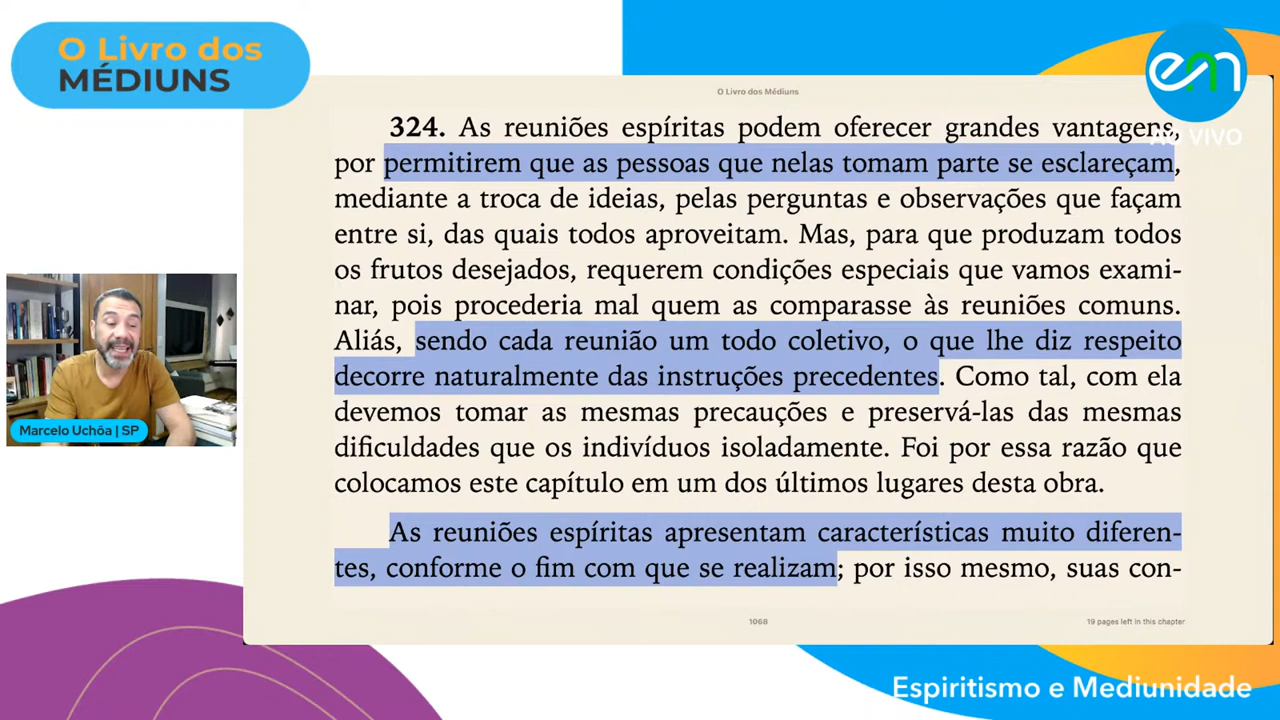 O Livro dos
MÉDIUNS
em
AO VIVO
O Livro dos Médiuns
324. As reuniões espíritas podem oferecer grandes vantagens,
por permitirem que as pessoas que nelas tomam parte se esclareçam,
mediante a troca de ideias, pelas perguntas e observações que façam
entre si, das quais todos aproveitam. Mas, para que produzam todos
os frutos desejados, requerem condições especiais que vamos exami-
nar, pois procederia mal quem as comparasse às reuniões comuns.
Aliás, sendo cada reunião um todo coletivo, o que lhe diz respeito
decorre naturalmente das instruções precedentes. Como tal, com ela
devemos tomar as mesmas precauções e preservá-las das mesmas
dificuldades que os indivíduos isoladamente. Foi por essa razão que
colocamos este capítulo em um dos últimos lugares desta obra.
As reuniões espíritas apresentam características muito diferen-
tes, conforme o fim com que se realizam; por isso mesmo, suas con-
1068
19 pages left in this chapter
Marcelo Uchôa | SP
Espiritismo e Mediunidade